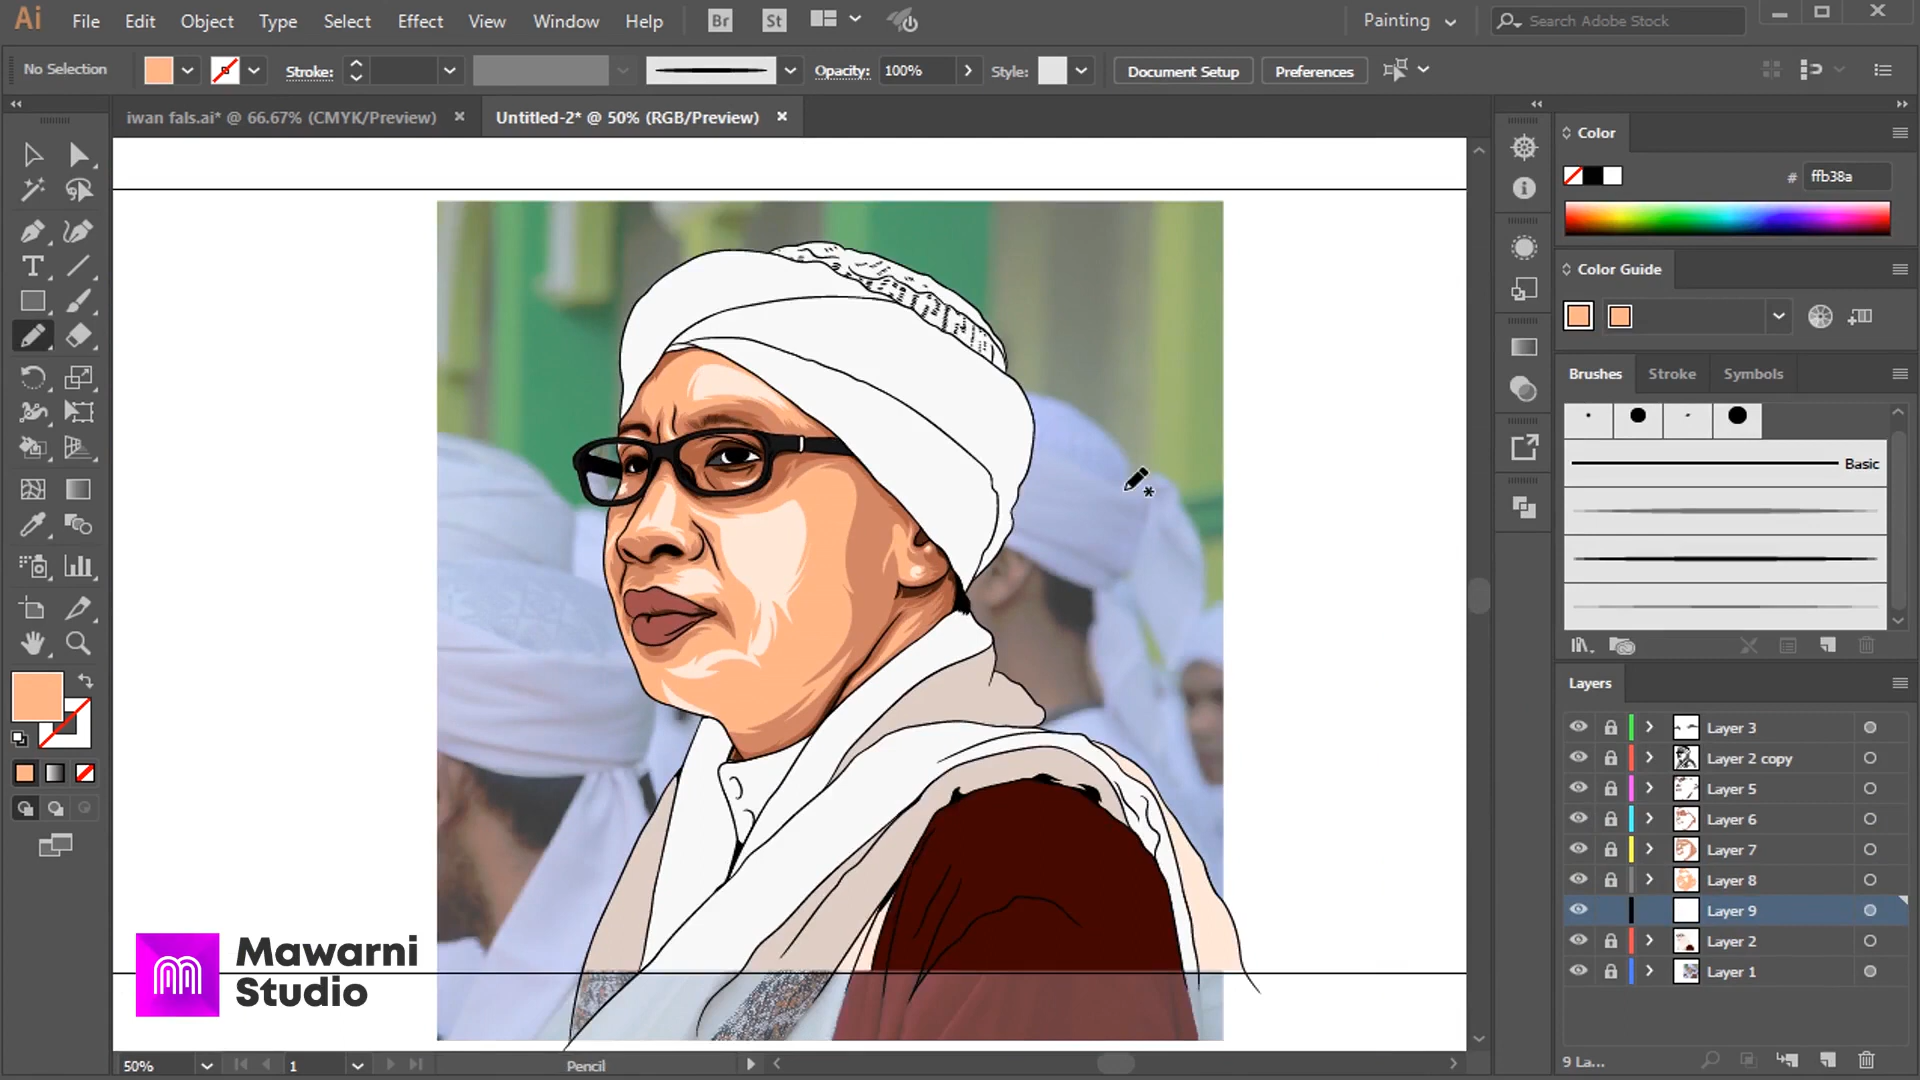 Ai File Edit Object Type Select Effect View Window Help Br St Painting Search Adobe Stock
No Selection Stroke: Opacity: 100% Style: Document Setup Preferences
iwan fals.ai* @ 66.67% (CMYK/Preview) Untitled-2* @ 50% (RGB/Preview)
Color
# ffb38a
Color Guide
Brushes Stroke Symbols
Basic
Layers
Layer 3
Layer 2 copy
Layer 5
Layer 6
Layer 7
Layer 8
Layer 9
Layer 2
Layer 1
9 La...
Mawarni
Studio
50% 1 Pencil